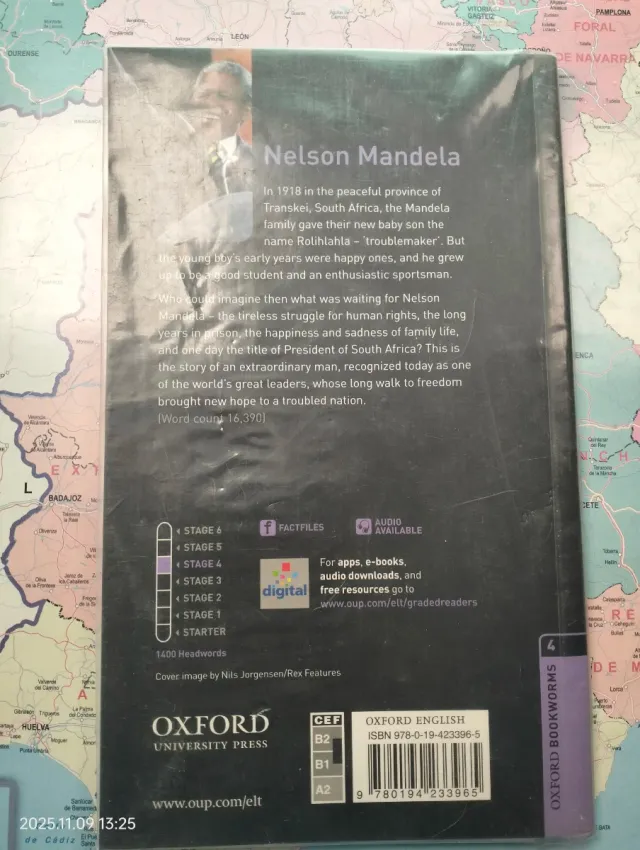 Nelson Mandela
In 1918 in the peaceful province of
Transkei, South Africa, the Mandela
family gave their new baby son the
name Rolihlahla – ‘troublemaker’. But
the young boy's early years were happy ones, and he grew
up to be a good student and an enthusiastic sportsman.
Who could imagine then what was waiting for Nelson
Mandela – the tireless struggle for human rights, the long
years in prison, the happiness and sadness of family life,
and one day the title of President of South Africa? This is
the story of an extraordinary man, recognized today as one
of the world's great leaders, whose long walk to freedom
brought new hope to a troubled nation.
(Word count 16,390)
STAGE 6
STAGE 5
STAGE 4
STAGE 3
STAGE 2
STAGE 1
STARTER
1400 Headwords
f FACTFILES
AUDIO
AVAILABLE
digital
For apps, e-books,
audio downloads, and
free resources go to
www.oup.com/elt/gradedreaders
Cover image by Nils Jorgensen/Rex Features
OXFORD
UNIVERSITY PRESS
www.oup.com/elt
CEF
B2
B1
A2
OXFORD ENGLISH
ISBN 978-0-19-423396-5
9 780194 233965
4
OXFORD BOOKWORMS
OURENSE
LEÓN
VITORIA
GASTEIZ
PAMPLONA
FORAL
DE NAVARRA
L
EXT
BADAJOZ
A
HUELVA
de Cádiz
2025.11.09 13:25